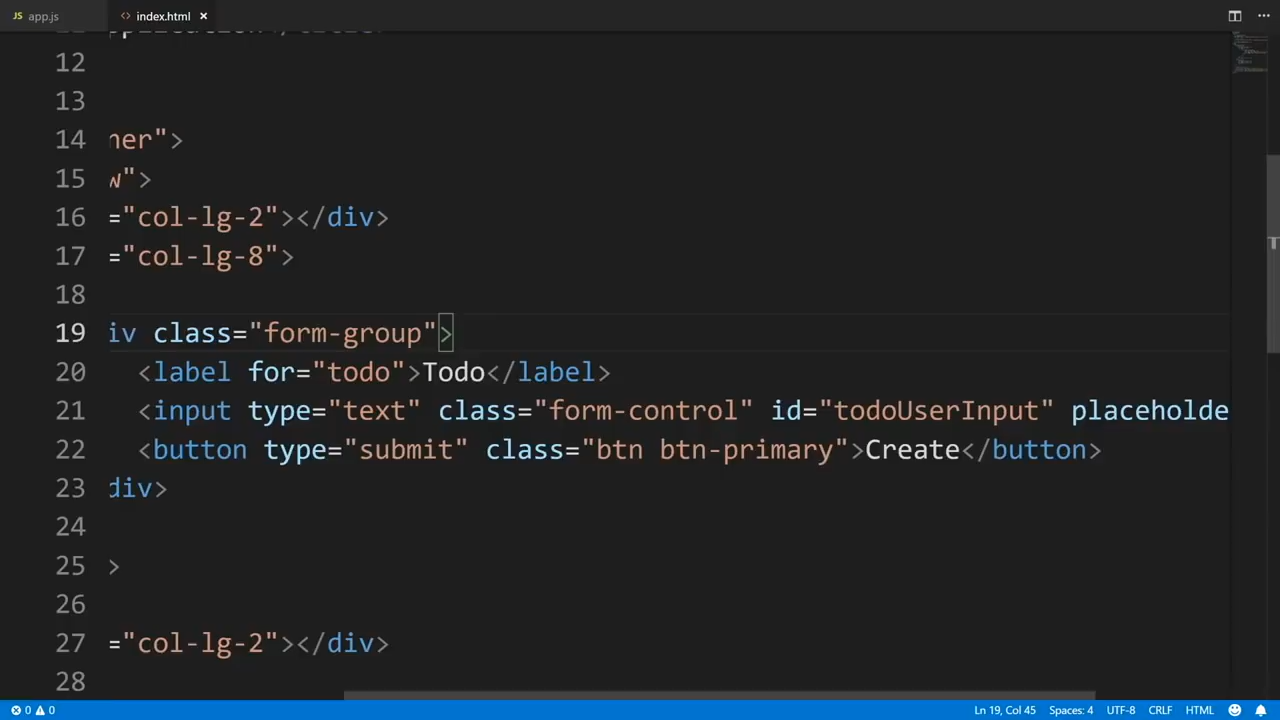 JS app.js
<> index.html ×
12
13
14 ner">
15 w">
16 ="col-lg-2"></div>
17 ="col-lg-8">
18
19 iv class="form-group">
20 <label for="todo">Todo</label>
21 <input type="text" class="form-control" id="todoUserInput" placeholde
22 <button type="submit" class="btn btn-primary">Create</button>
23 div>
24
25 >
26
27 ="col-lg-2"></div>
28
0 0 Ln 19, Col 45 Spaces: 4 UTF-8 CRLF HTML